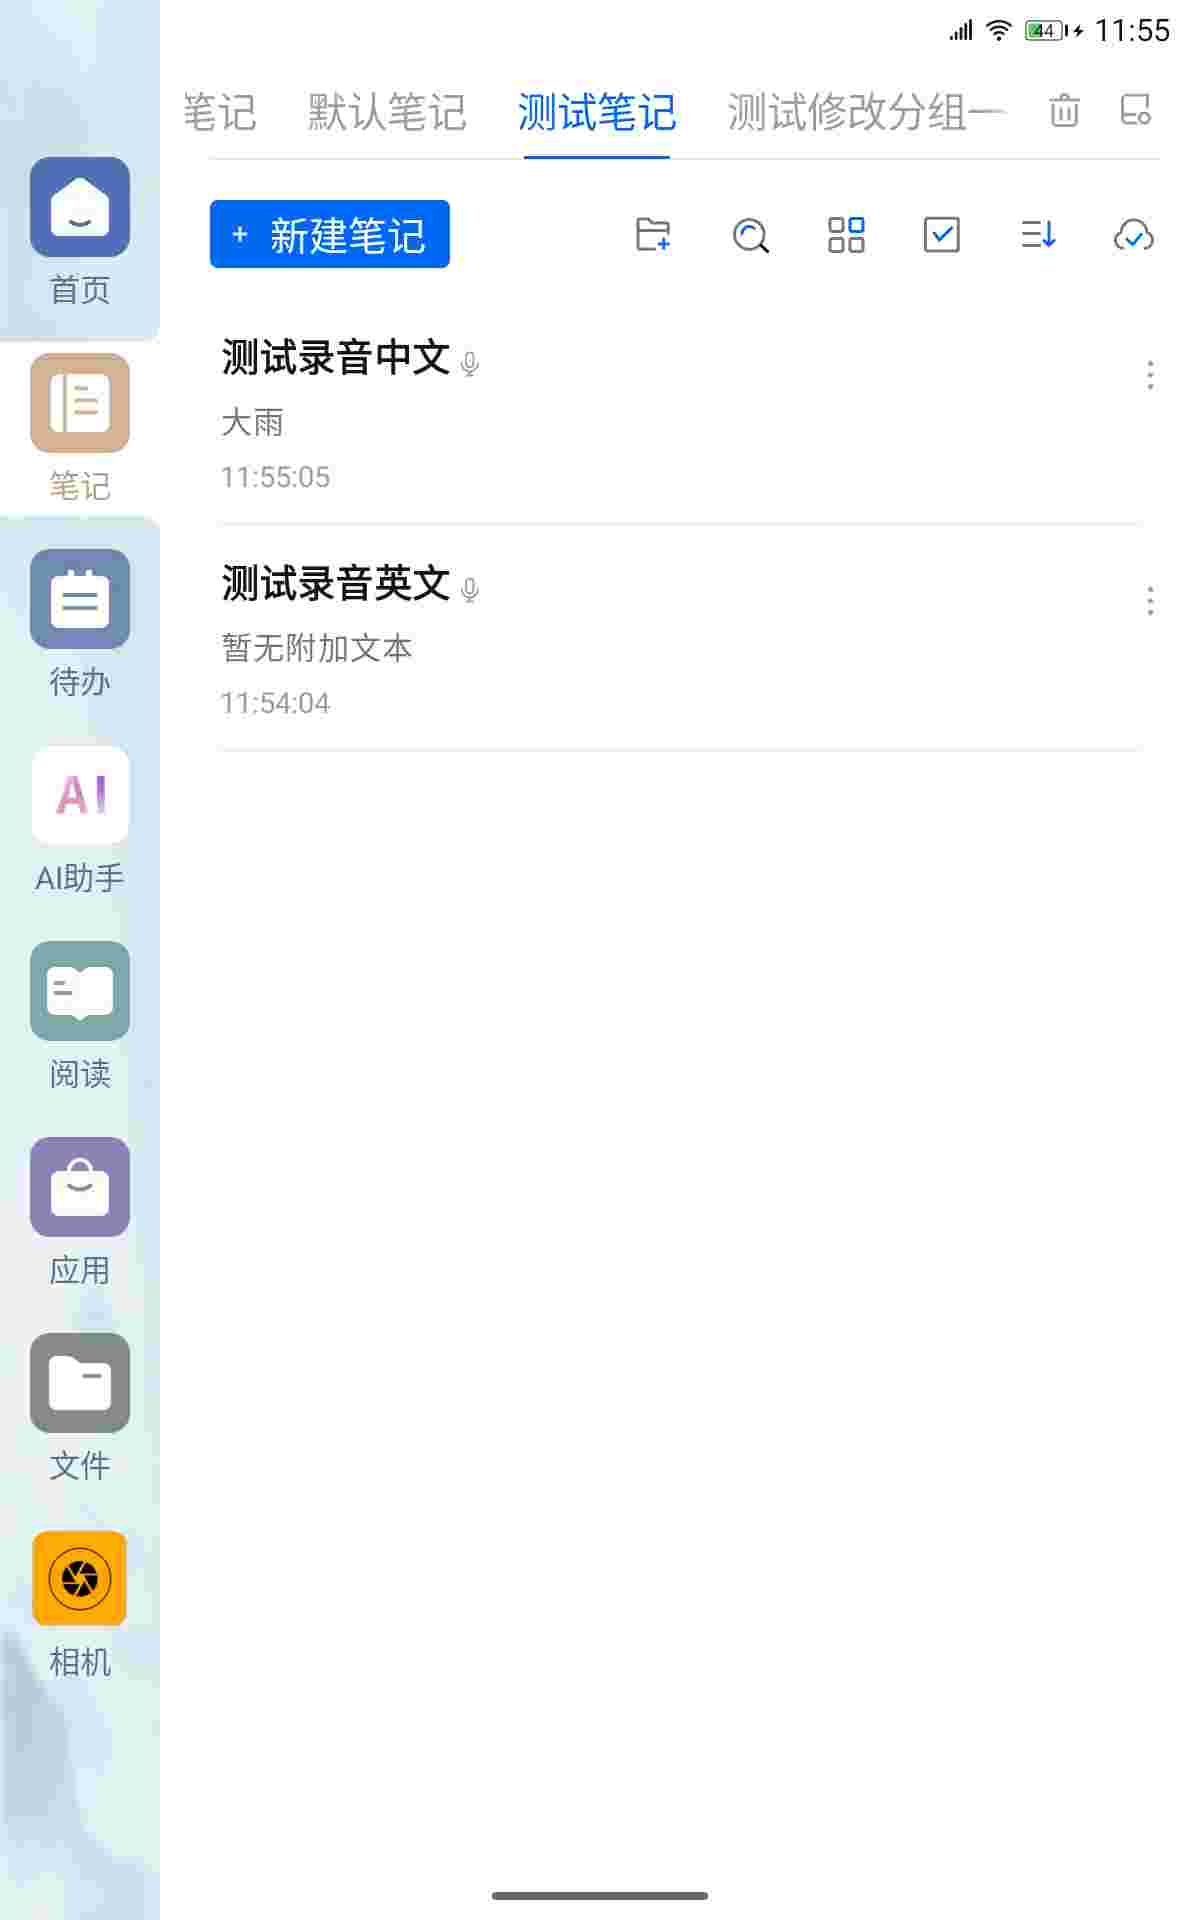 44 11:55
笔记 默认笔记 测试笔记 测试修改分组一
+ 新建笔记
首页
笔记
待办
AI
AI助手
阅读
应用
文件
相机
测试录音中文
大雨
11:55:05
测试录音英文
暂无附加文本
11:54:04